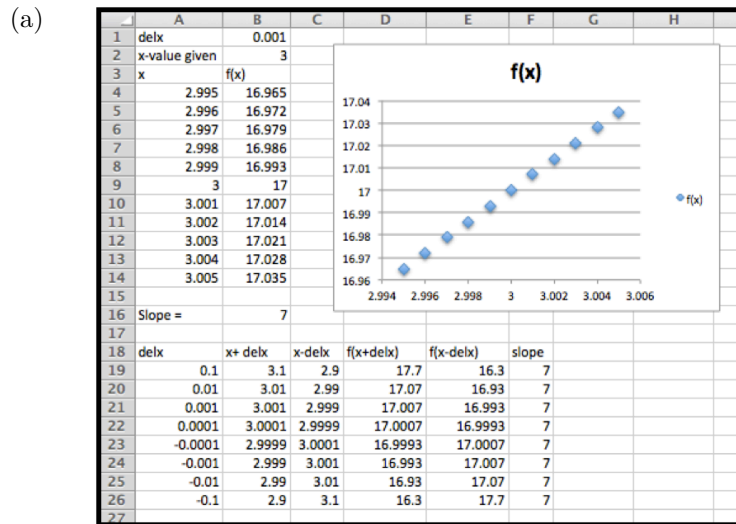 (a)
A B C D E F G H
1 delx 0.001
2 x-value given 3
3 x f(x)
4 2.995 16.965
5 2.996 16.972
6 2.997 16.979
7 2.998 16.986
8 2.999 16.993
9 3 17
10 3.001 17.007
11 3.002 17.014
12 3.003 17.021
13 3.004 17.028
14 3.005 17.035
15
16 Slope = 7
17
18 delx x+ delx x-delx f(x+delx) f(x-delx) slope
19 0.1 3.1 2.9 17.7 16.3 7
20 0.01 3.01 2.99 17.07 16.93 7
21 0.001 3.001 2.999 17.007 16.993 7
22 0.0001 3.0001 2.9999 17.0007 16.9993 7
23 -0.0001 2.9999 3.0001 16.9993 17.0007 7
24 -0.001 2.999 3.001 16.993 17.007 7
25 -0.01 2.99 3.01 16.93 17.07 7
26 -0.1 2.9 3.1 16.3 17.7 7
27
f(x)
17.04
17.03
17.02
17.01
17
16.99
16.98
16.97
16.96
2.994 2.996 2.998 3 3.002 3.004 3.006
f(x)